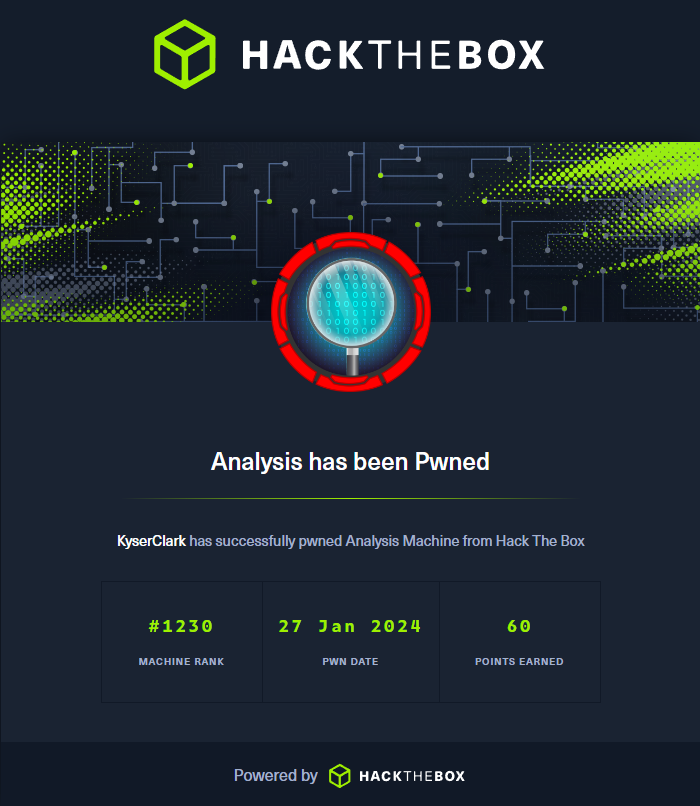 HACKTHEBOX
Analysis has been Pwned
KyserClark has successfully pwned Analysis Machine from Hack The Box
#1230 27 Jan 2024 60
MACHINE RANK PWN DATE POINTS EARNED
Powered by HACKTHEBOX